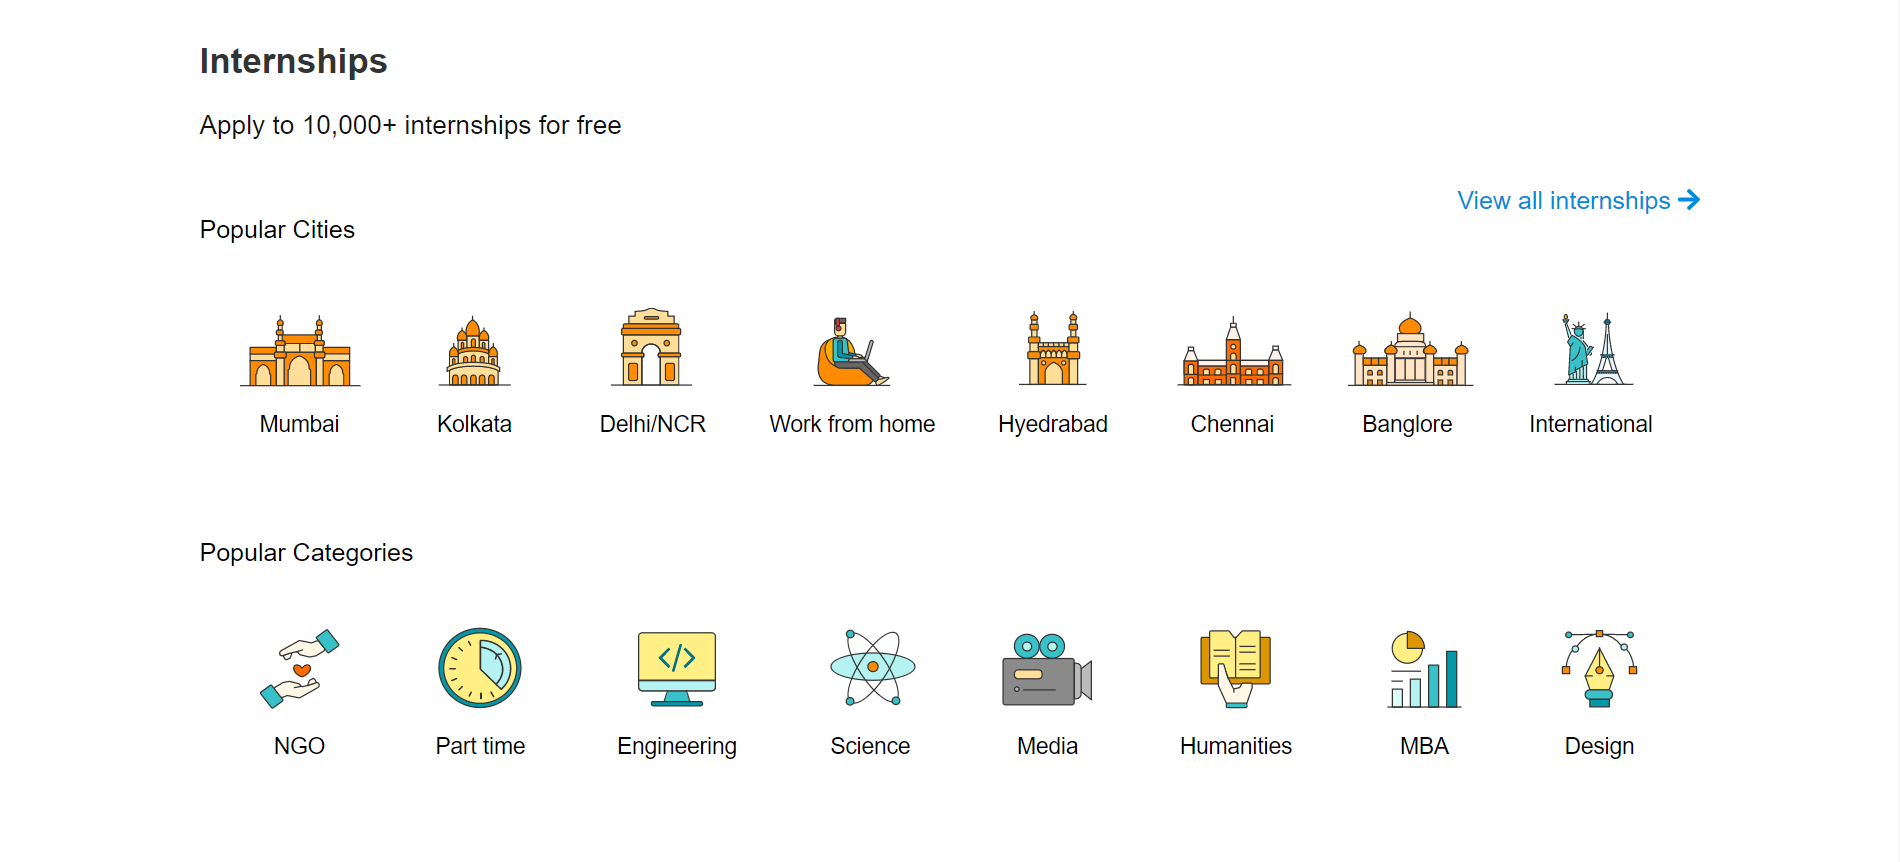 Internships
Apply to 10,000+ internships for free
View all internships
Popular Cities
Mumbai
Kolkata
Delhi/NCR
Work from home
Hyedrabad
Chennai
Banglore
International
Popular Categories
</>
NGO
Part time
Engineering
Science
Media
Humanities
MBA
Design